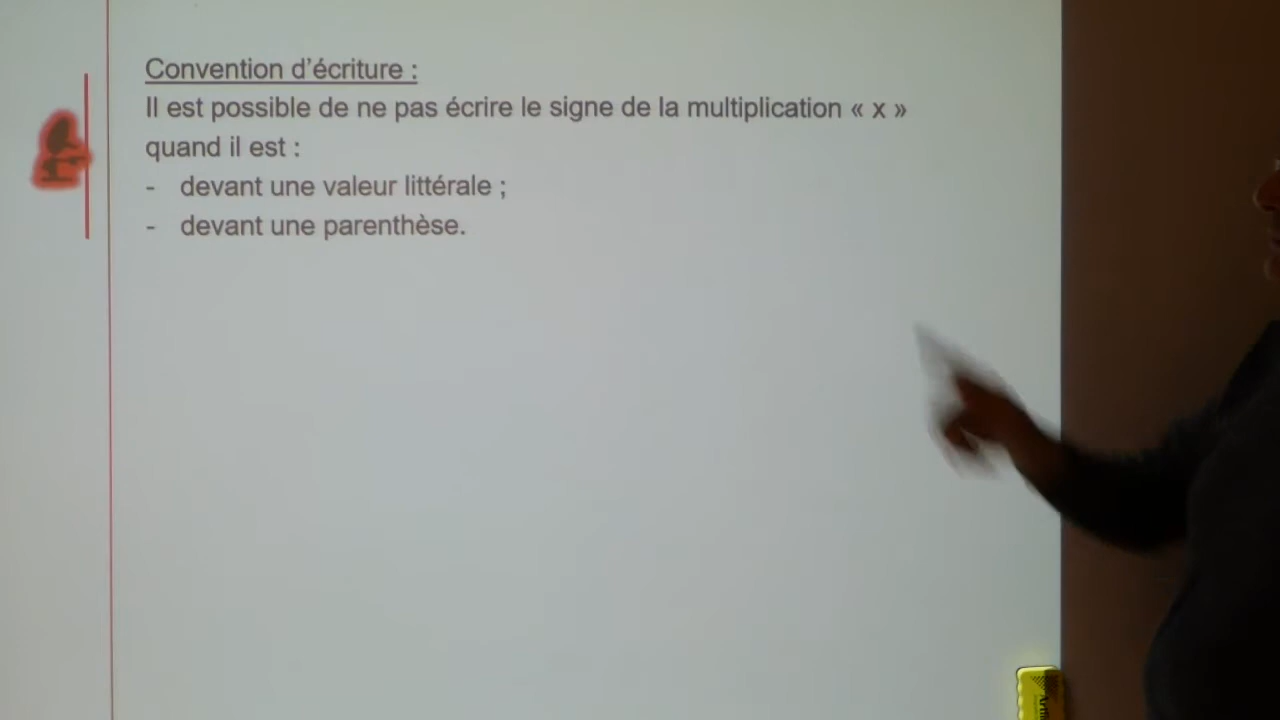 Convention d'écriture :
Il est possible de ne pas écrire le signe de la multiplication « x »
quand il est :
- devant une valeur littérale ;
- devant une parenthèse.